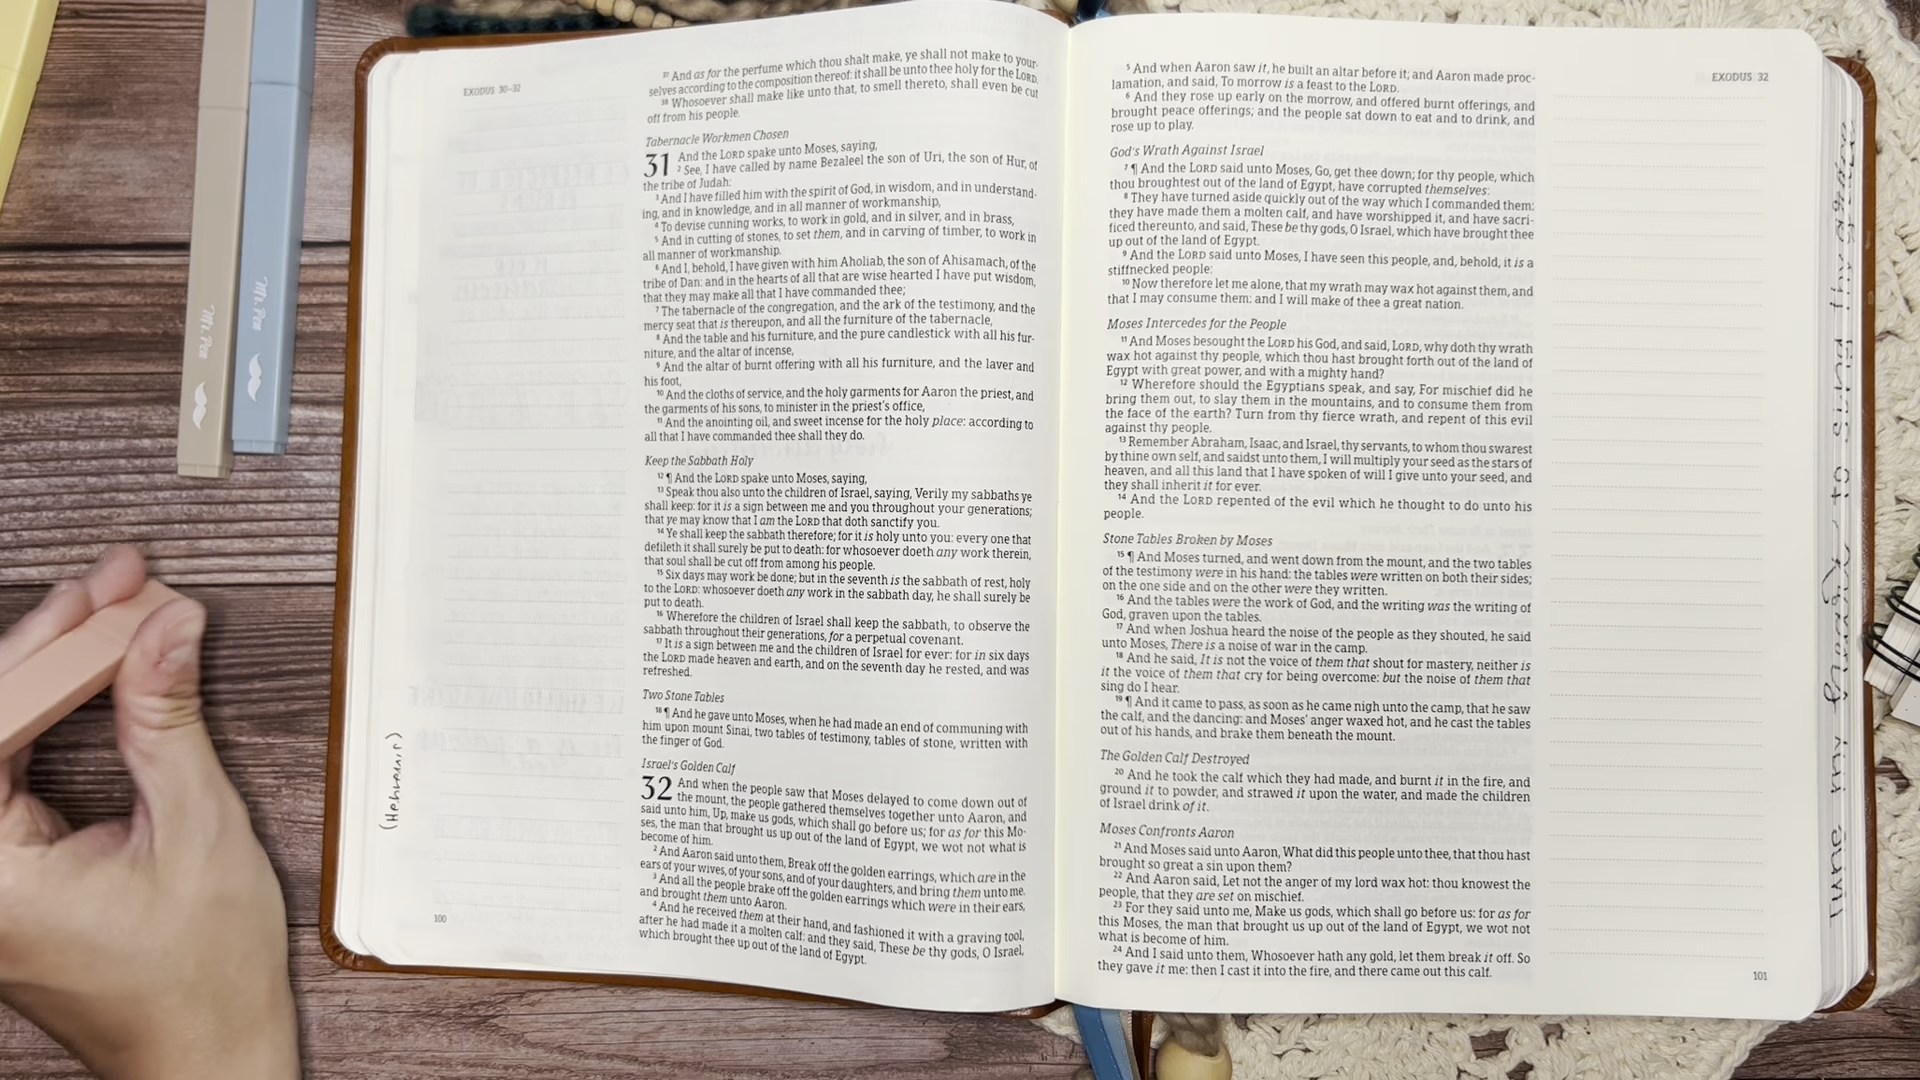 EXODUS 30–32
37 And as for the perfume which thou shalt make, ye shall not make to your-
selves according to the composition thereof: it shall be unto thee holy for the LORD.
38 Whosoever shall make like unto that, to smell thereto, shall even be cut
off from his people.
Tabernacle Workmen Chosen
31 And the LORD spake unto Moses, saying,
2 See, I have called by name Bezaleel the son of Uri, the son of Hur, of
the tribe of Judah:
3 And I have filled him with the spirit of God, in wisdom, and in understand-
ing, and in knowledge, and in all manner of workmanship,
4 To devise cunning works, to work in gold, and in silver, and in brass,
5 And in cutting of stones, to set them, and in carving of timber, to work in
all manner of workmanship.
6 And I, behold, I have given with him Aholiab, the son of Ahisamach, of the
tribe of Dan: and in the hearts of all that are wise hearted I have put wisdom,
that they may make all that I have commanded thee;
7 The tabernacle of the congregation, and the ark of the testimony, and the
mercy seat that is thereupon, and all the furniture of the tabernacle,
8 And the table and his furniture, and the pure candlestick with all his fur-
niture, and the altar of incense,
9 And the altar of burnt offering with all his furniture, and the laver and
his foot,
10 And the cloths of service, and the holy garments for Aaron the priest, and
the garments of his sons, to minister in the priest's office,
11 And the anointing oil, and sweet incense for the holy place: according to
all that I have commanded thee shall they do.
Keep the Sabbath Holy
12 ¶ And the LORD spake unto Moses, saying,
13 Speak thou also unto the children of Israel, saying, Verily my sabbaths ye
shall keep: for it is a sign between me and you throughout your generations;
that ye may know that I am the LORD that doth sanctify you.
14 Ye shall keep the sabbath therefore; for it is holy unto you: every one that
defileth it shall surely be put to death: for whosoever doeth any work therein,
that soul shall be cut off from among his people.
15 Six days may work be done; but in the seventh is the sabbath of rest, holy
to the LORD: whosoever doeth any work in the sabbath day, he shall surely be
put to death.
16 Wherefore the children of Israel shall keep the sabbath, to observe the
sabbath throughout their generations, for a perpetual covenant.
17 It is a sign between me and the children of Israel for ever: for in six days
the LORD made heaven and earth, and on the seventh day he rested, and was
refreshed.
Two Stone Tables
18 ¶ And he gave unto Moses, when he had made an end of communing with
him upon mount Sinai, two tables of testimony, tables of stone, written with
the finger of God.
Israel's Golden Calf
32 And when the people saw that Moses delayed to come down out of
the mount, the people gathered themselves together unto Aaron, and
said unto him, Up, make us gods, which shall go before us; for as for this Mo-
ses, the man that brought us up out of the land of Egypt, we wot not what is
become of him.
2 And Aaron said unto them, Break off the golden earrings, which are in the
ears of your wives, of your sons, and of your daughters, and bring them unto me.
3 And all the people brake off the golden earrings which were in their ears,
and brought them unto Aaron.
4 And he received them at their hand, and fashioned it with a graving tool,
after he had made it a molten calf: and they said, These be thy gods, O Israel,
which brought thee up out of the land of Egypt.
100
Mr. Pen
Mr. Pen
EXODUS 32
5 And when Aaron saw it, he built an altar before it; and Aaron made proc-
lamation, and said, To morrow is a feast to the LORD.
6 And they rose up early on the morrow, and offered burnt offerings, and
brought peace offerings; and the people sat down to eat and to drink, and
rose up to play.
God's Wrath Against Israel
7 ¶ And the LORD said unto Moses, Go, get thee down; for thy people, which
thou broughtest out of the land of Egypt, have corrupted themselves:
8 They have turned aside quickly out of the way which I commanded them:
they have made them a molten calf, and have worshipped it, and have sacri-
ficed thereunto, and said, These be thy gods, O Israel, which have brought thee
up out of the land of Egypt.
9 And the LORD said unto Moses, I have seen this people, and, behold, it is a
stiffnecked people:
10 Now therefore let me alone, that my wrath may wax hot against them, and
that I may consume them: and I will make of thee a great nation.
Moses Intercedes for the People
11 And Moses besought the LORD his God, and said, LORD, why doth thy wrath
wax hot against thy people, which thou hast brought forth out of the land of
Egypt with great power, and with a mighty hand?
12 Wherefore should the Egyptians speak, and say, For mischief did he
bring them out, to slay them in the mountains, and to consume them from
the face of the earth? Turn from thy fierce wrath, and repent of this evil
against thy people.
13 Remember Abraham, Isaac, and Israel, thy servants, to whom thou swarest
by thine own self, and saidst unto them, I will multiply your seed as the stars of
heaven, and all this land that I have spoken of will I give unto your seed, and
they shall inherit it for ever.
14 And the LORD repented of the evil which he thought to do unto his
people.
Stone Tables Broken by Moses
15 ¶ And Moses turned, and went down from the mount, and the two tables
of the testimony were in his hand: the tables were written on both their sides;
on the one side and on the other were they written.
16 And the tables were the work of God, and the writing was the writing of
God, graven upon the tables.
17 And when Joshua heard the noise of the people as they shouted, he said
unto Moses, There is a noise of war in the camp.
18 And he said, It is not the voice of them that shout for mastery, neither is
it the voice of them that cry for being overcome: but the noise of them that
sing do I hear.
19 ¶ And it came to pass, as soon as he came nigh unto the camp, that he saw
the calf, and the dancing: and Moses' anger waxed hot, and he cast the tables
out of his hands, and brake them beneath the mount.
The Golden Calf Destroyed
20 And he took the calf which they had made, and burnt it in the fire, and
ground it to powder, and strawed it upon the water, and made the children
of Israel drink of it.
Moses Confronts Aaron
21 And Moses said unto Aaron, What did this people unto thee, that thou hast
brought so great a sin upon them?
22 And Aaron said, Let not the anger of my lord wax hot: thou knowest the
people, that they are set on mischief.
23 For they said unto me, Make us gods, which shall go before us: for as for
this Moses, the man that brought us up out of the land of Egypt, we wot not
what is become of him.
24 And I said unto them, Whosoever hath any gold, let them break it off. So
they gave it me: then I cast it into the fire, and there came out this calf.
101